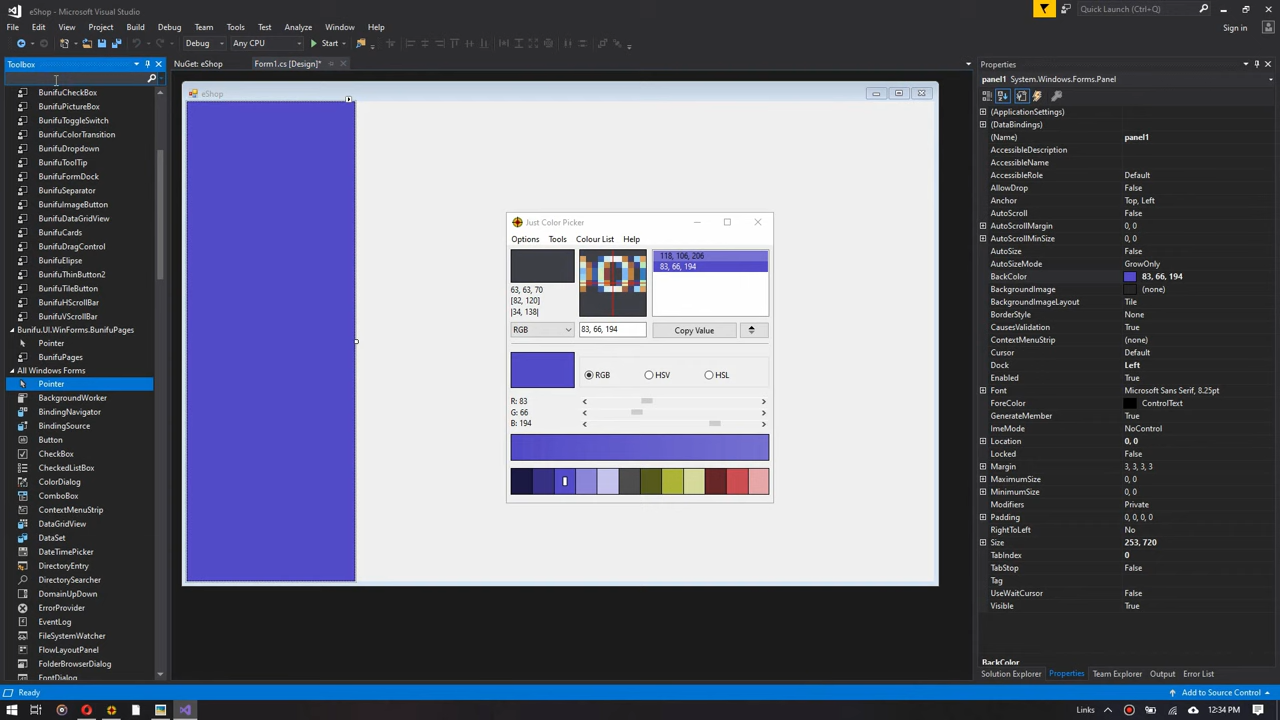 eShop - Microsoft Visual Studio
Quick Launch (Ctrl+Q)
File Edit View Project Build Debug Team Tools Test Analyze Window Help
Sign in
Debug Any CPU Start
Toolbox
NuGet: eShop
Form1.cs [Design]*
BunifuCheckBox
BunifuPictureBox
BunifuToggleSwitch
BunifuColorTransition
BunifuDropdown
BunifuToolTip
BunifuFormDock
BunifuSeparator
BunifuImageButton
BunifuDataGridView
BunifuCards
BunifuDragControl
BunifuElipse
BunifuThinButton2
BunifuTileButton
BunifuHScrollBar
BunifuVScrollBar
Bunifu.UI.WinForms.BunifuPages
Pointer
BunifuPages
All Windows Forms
Pointer
BackgroundWorker
BindingNavigator
BindingSource
Button
CheckBox
CheckedListBox
ColorDialog
ComboBox
ContextMenuStrip
DataGridView
DataSet
DateTimePicker
DirectoryEntry
DirectorySearcher
DomainUpDown
ErrorProvider
EventLog
FileSystemWatcher
FlowLayoutPanel
FolderBrowserDialog
FontDialog
eShop
Just Color Picker
Options Tools Colour List Help
118, 106, 206
83, 66, 194
63, 63, 70
[82, 120]
|34, 138|
RGB
83, 66, 194
Copy Value
RGB HSV HSL
R: 83
G: 66
B: 194
Properties
panel1 System.Windows.Forms.Panel
(ApplicationSettings)
(DataBindings)
(Name) panel1
AccessibleDescription
AccessibleName
AccessibleRole Default
AllowDrop False
Anchor Top, Left
AutoScroll False
AutoScrollMargin 0, 0
AutoScrollMinSize 0, 0
AutoSize False
AutoSizeMode GrowOnly
BackColor 83, 66, 194
BackgroundImage (none)
BackgroundImageLayout Tile
BorderStyle None
CausesValidation True
ContextMenuStrip (none)
Cursor Default
Dock Left
Enabled True
Font Microsoft Sans Serif, 8.25pt
ForeColor ControlText
GenerateMember True
ImeMode NoControl
Location 0, 0
Locked False
Margin 3, 3, 3, 3
MaximumSize 0, 0
MinimumSize 0, 0
Modifiers Private
Padding 0, 0, 0, 0
RightToLeft No
Size 253, 720
TabIndex 0
TabStop False
Tag
UseWaitCursor False
Visible True
BackColor
Solution Explorer Properties Team Explorer Output Error List
Ready
Add to Source Control
Links
12:34 PM